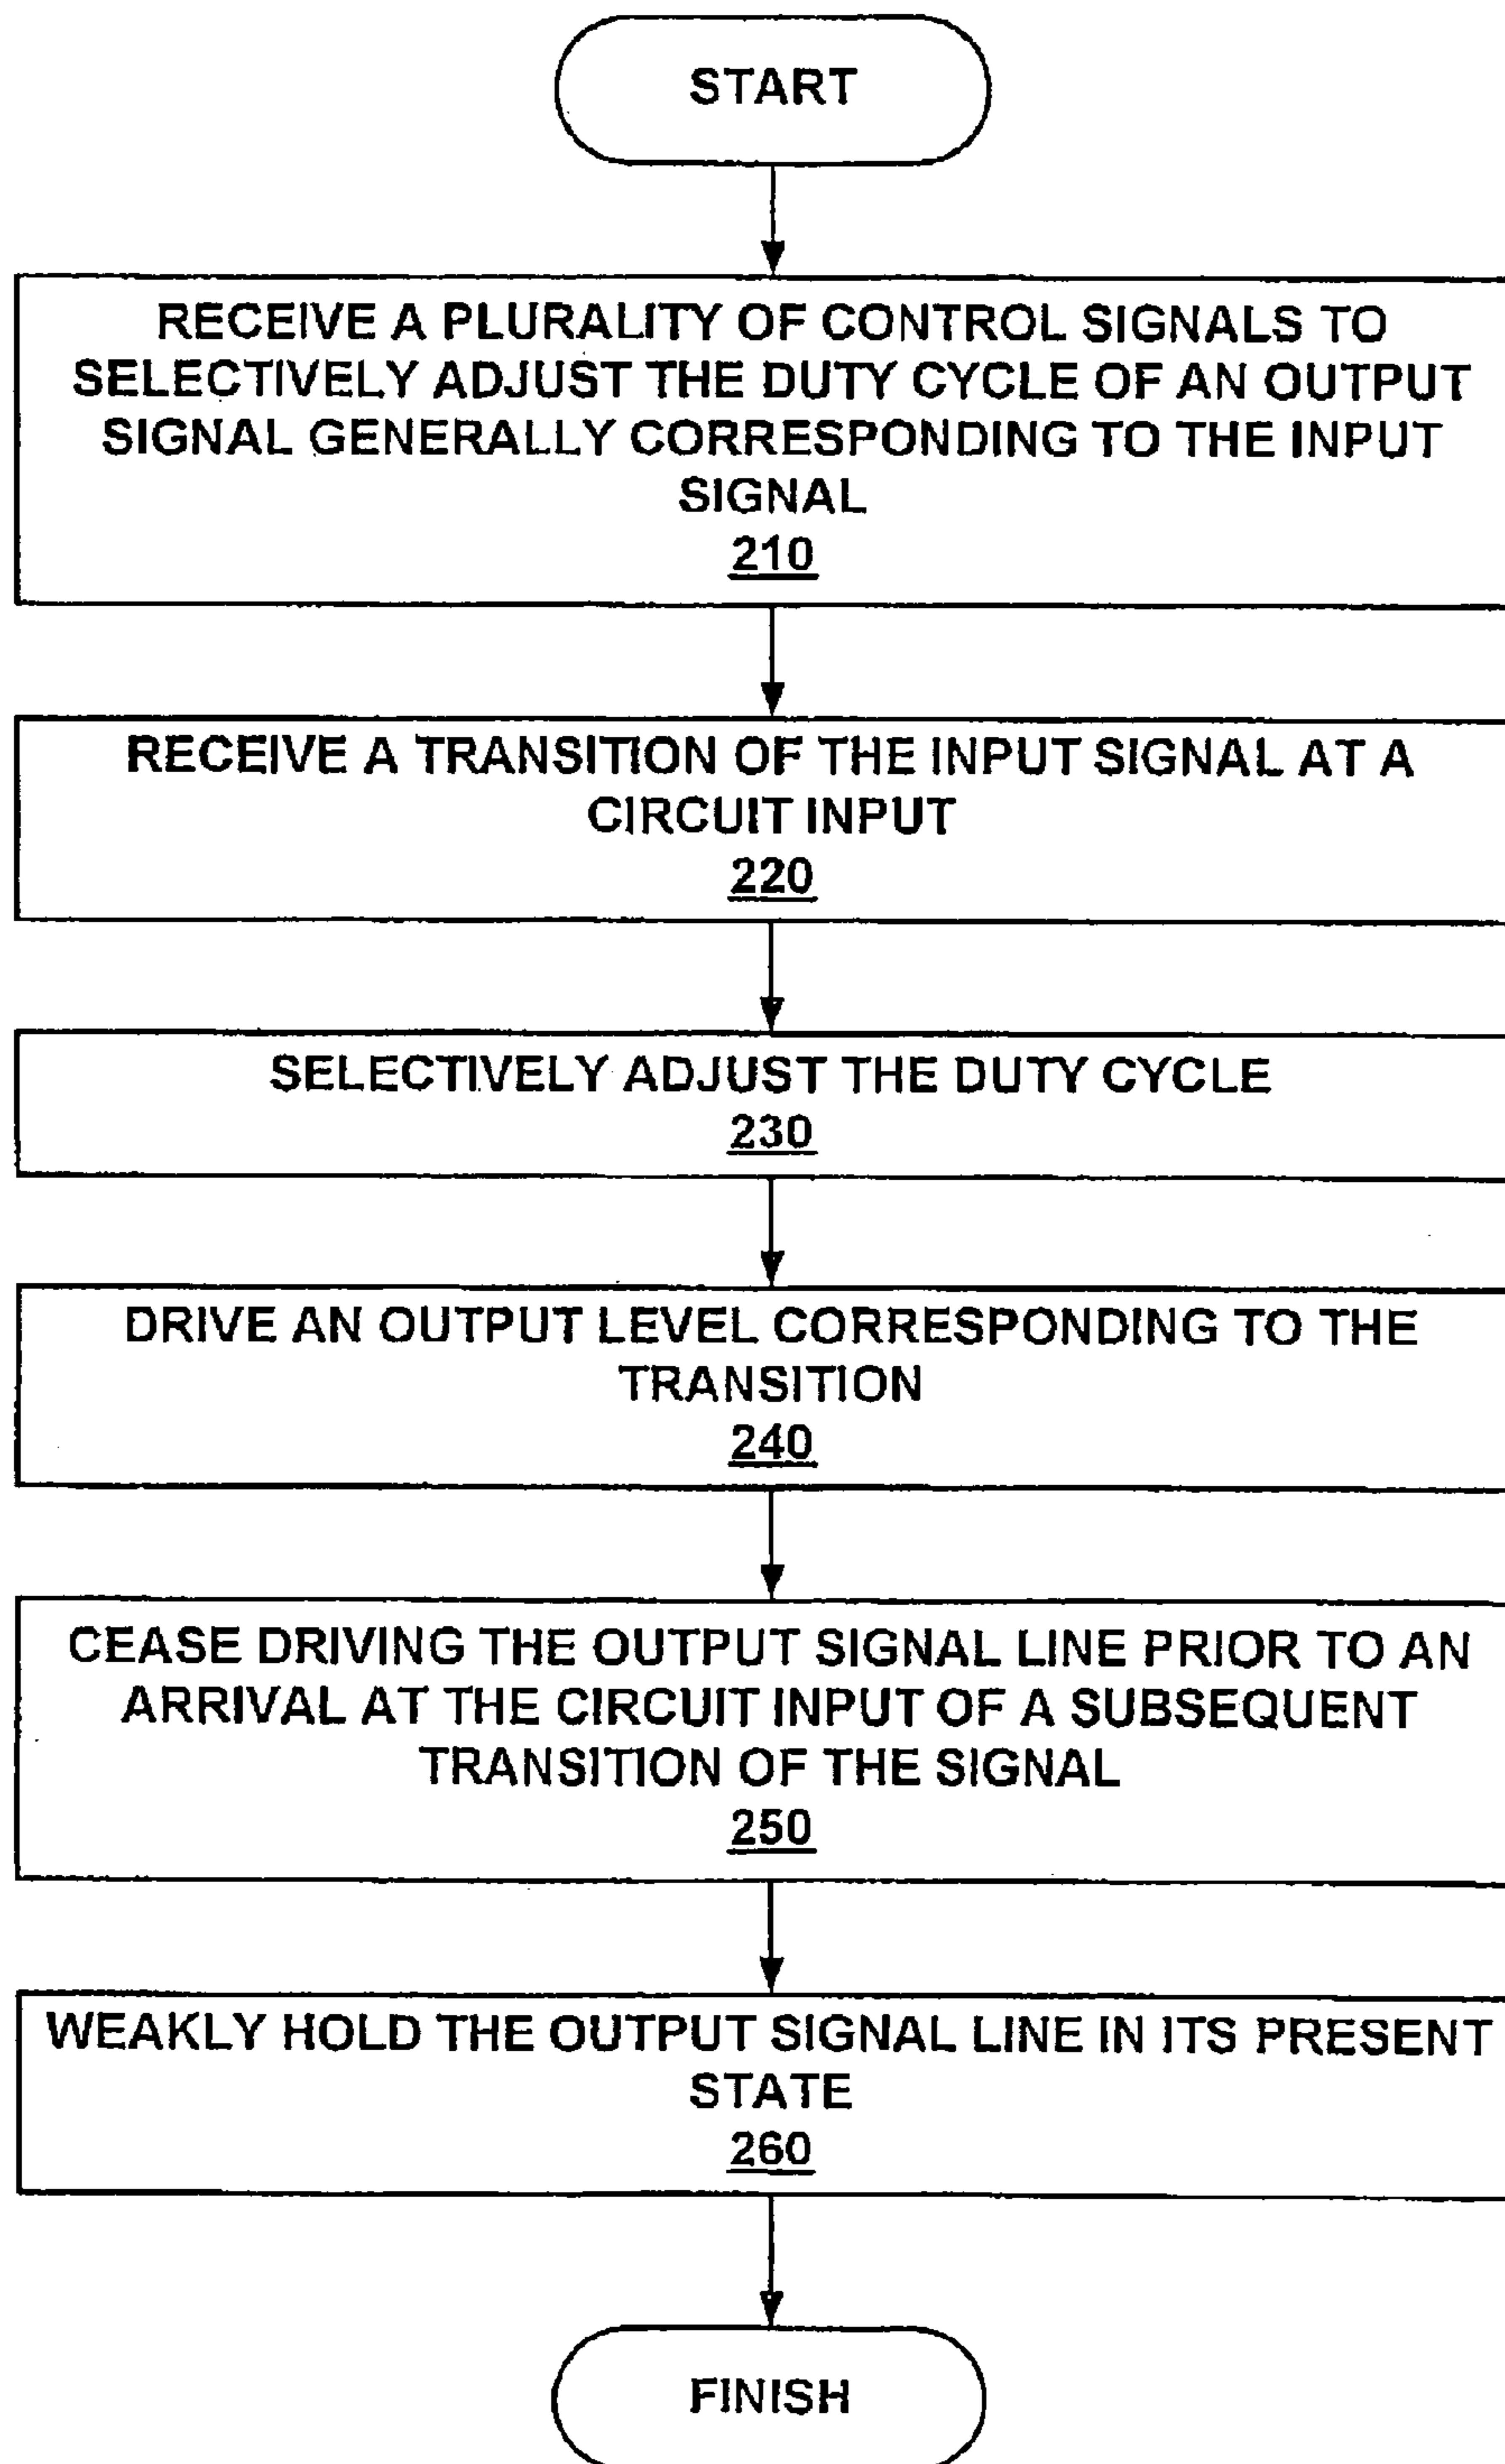 START
RECEIVE A PLURALITY OF CONTROL SIGNALS TO
SELECTIVELY ADJUST THE DUTY CYCLE OF AN OUTPUT
SIGNAL GENERALLY CORRESPONDING TO THE INPUT
SIGNAL
210
RECEIVE A TRANSITION OF THE INPUT SIGNAL AT A
CIRCUIT INPUT
220
SELECTIVELY ADJUST THE DUTY CYCLE
230
DRIVE AN OUTPUT LEVEL CORRESPONDING TO THE
TRANSITION
240
CEASE DRIVING THE OUTPUT SIGNAL LINE PRIOR TO AN
ARRIVAL AT THE CIRCUIT INPUT OF A SUBSEQUENT
TRANSITION OF THE SIGNAL
250
WEAKLY HOLD THE OUTPUT SIGNAL LINE IN ITS PRESENT
STATE
260
FINISH